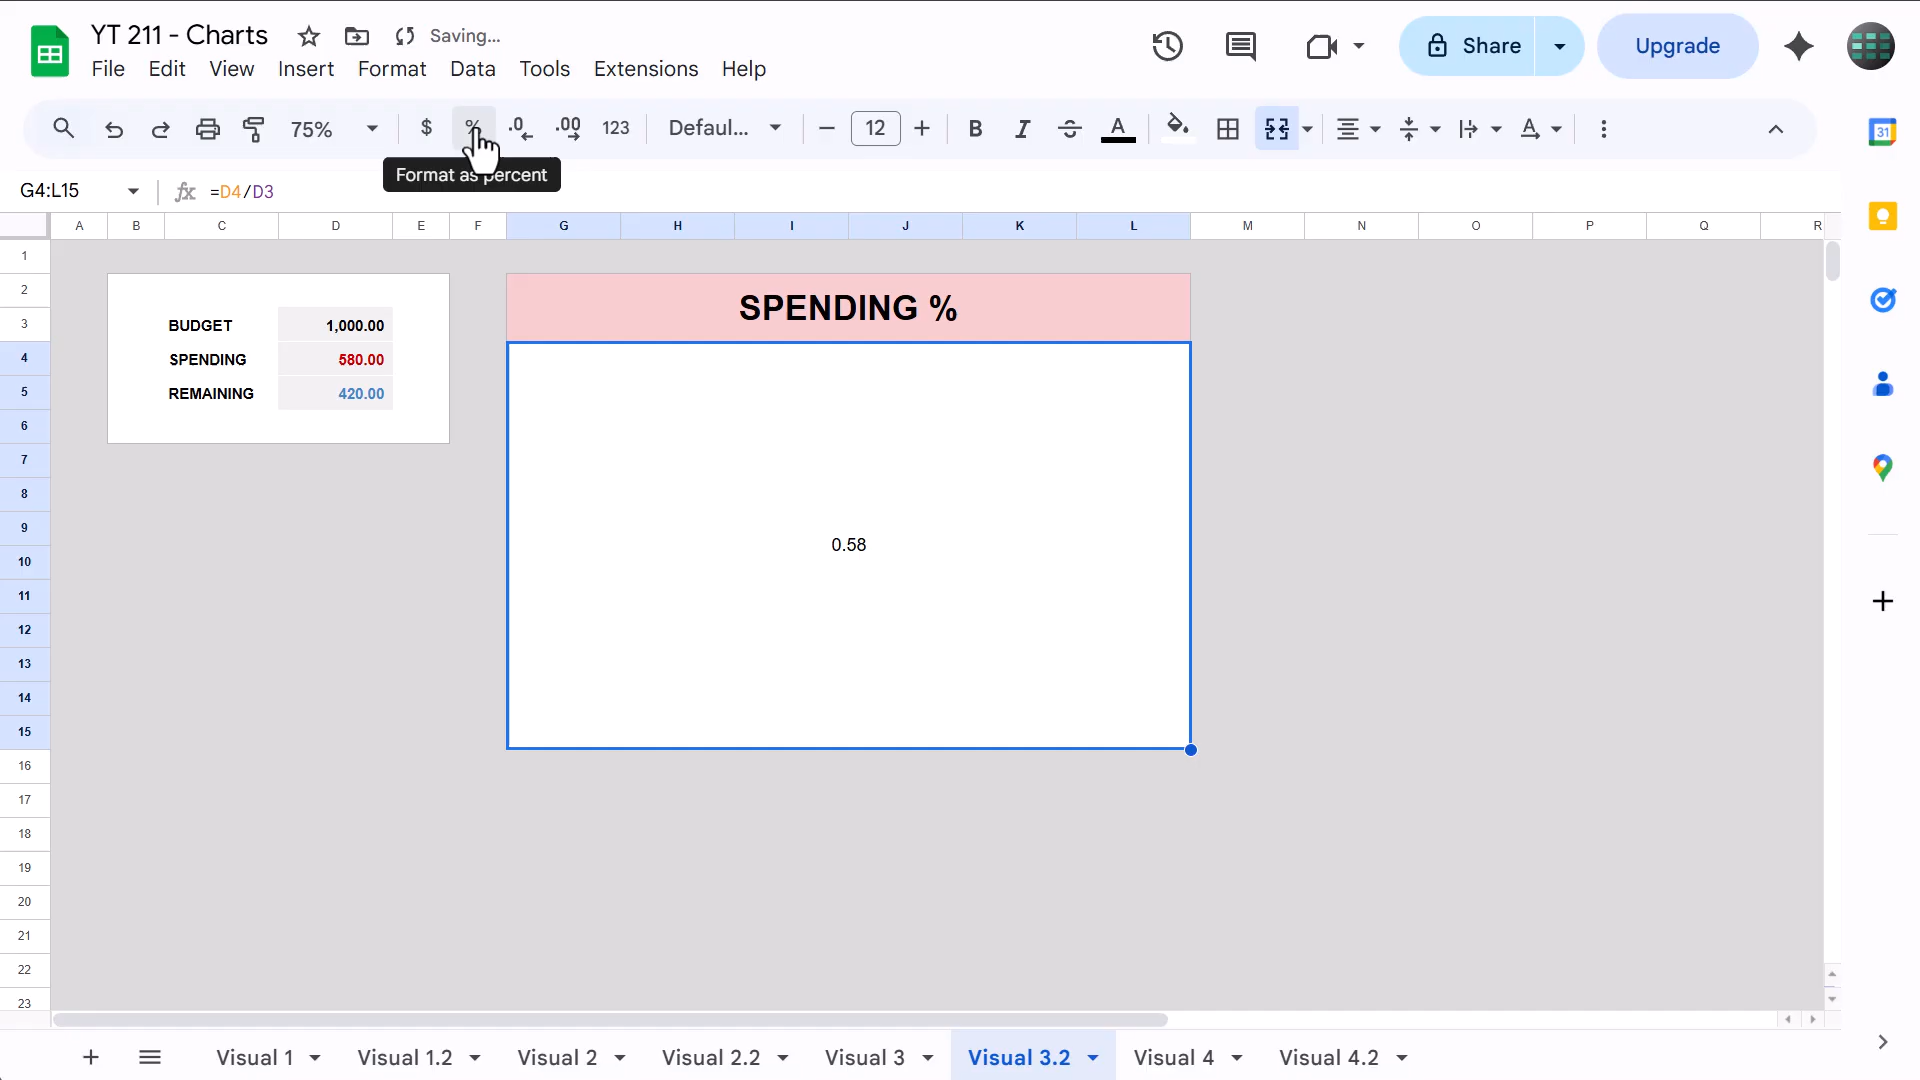 YT 211 - Charts
Saving...
Share
Upgrade
File Edit View Insert Format Data Tools Extensions Help
75% $ % .0 .00 123 Defaul... 12 B I A
Format as percent
31
G4:L15 fx =D4/D3
A B C D E F G H I J K L M N O P Q R
1
2
3
4
5
6
7
8
9
10
11
12
13
14
15
16
17
18
19
20
21
22
23
BUDGET 1,000.00
SPENDING 580.00
REMAINING 420.00
SPENDING %
0.58
Visual 1 Visual 1.2 Visual 2 Visual 2.2 Visual 3 Visual 3.2 Visual 4 Visual 4.2